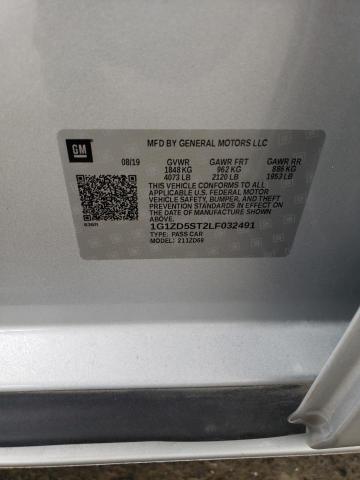 GM
MFD BY GENERAL MOTORS LLC
08/19 GVWR GAWR FRT GAWR RR
1848 KG 962 KG 886 KG
4073 LB 2120 LB 1953 LB
THIS VEHICLE CONFORMS TO ALL APPLICABLE
U.S. FEDERAL MOTOR
VEHICLE SAFETY, BUMPER, AND THEFT
PREVENTION STANDARDS IN EFFECT ON THE
DATE OF MANUFACTURE SHOWN
ABOVE.
1G1ZD5ST2LF032491
TYPE: PASS CAR
MODEL: 211ZD69